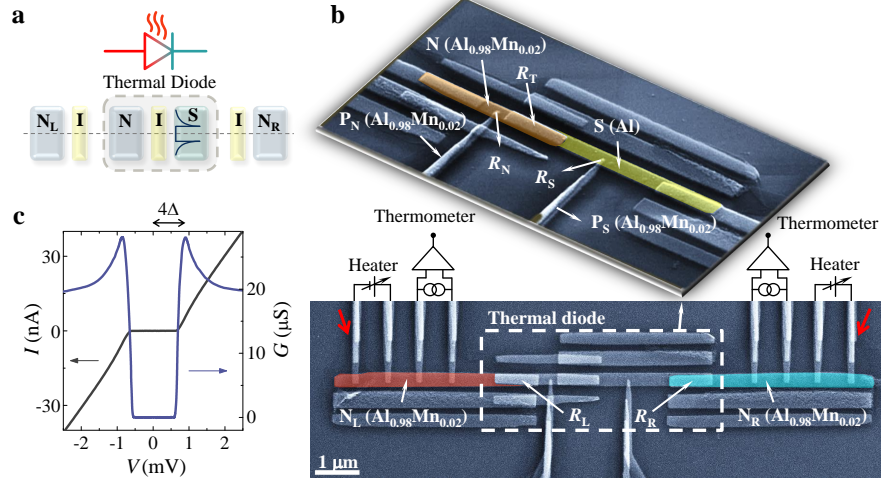 a
Thermal Diode
N_L I N I S I N_R
b
N (Al_0.98Mn_0.02)
R_T
P_N (Al_0.98Mn_0.02)
S (Al)
R_N
R_S
P_S (Al_0.98Mn_0.02)
c
4Δ
30
0
-30
I (nA)
20
10
0
G (μS)
-2 -1 0 1 2
V (mV)
Thermometer
Heater
Thermometer
Heater
Thermal diode
N_L (Al_0.98Mn_0.02)
R_L
R_R
N_R (Al_0.98Mn_0.02)
1 μm